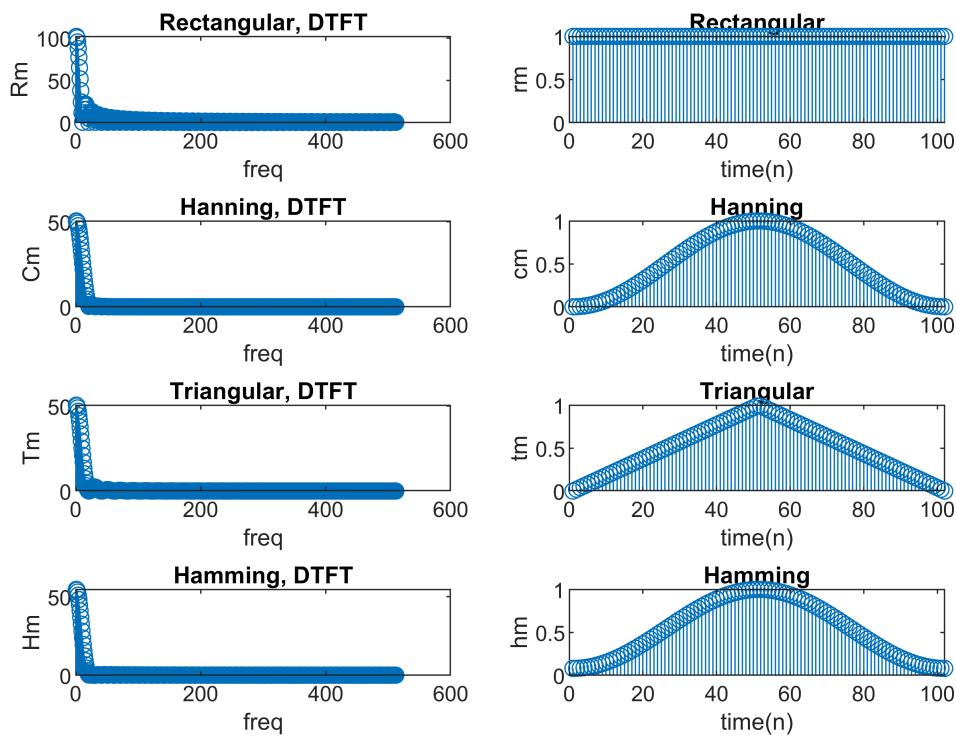 Rectangular, DTFT
Rm
100
50
0
0 200 400 600
freq
Rectangular
rm
1
0.5
0
0 20 40 60 80 100
time(n)
Hanning, DTFT
Cm
50
0
0 200 400 600
freq
Hanning
cm
1
0.5
0
0 20 40 60 80 100
time(n)
Triangular, DTFT
Tm
50
0
0 200 400 600
freq
Triangular
tm
1
0.5
0
0 20 40 60 80 100
time(n)
Hamming, DTFT
Hm
50
0
0 200 400 600
freq
Hamming
hm
1
0.5
0
0 20 40 60 80 100
time(n)